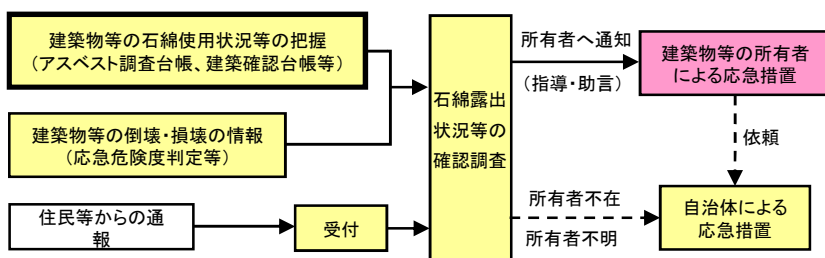 建築物等の石綿使用状況等の把握
（アスベスト調査台帳、建築確認台帳等）
建築物等の倒壊・損壊の情報
（応急危険度判定等）
住民等からの通
報
受付
石綿露出
状況等の
確認調査
所有者へ通知
（指導・助言）
建築物等の所有者
による応急措置
依頼
所有者不在
所有者不明
自治体による
応急措置